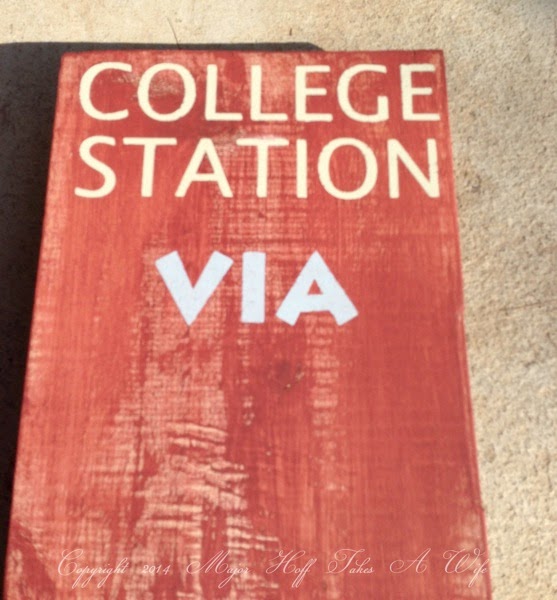 COLLEGE
STATION
VIA
Copyright 2014 Major Hoff Takes A Wife